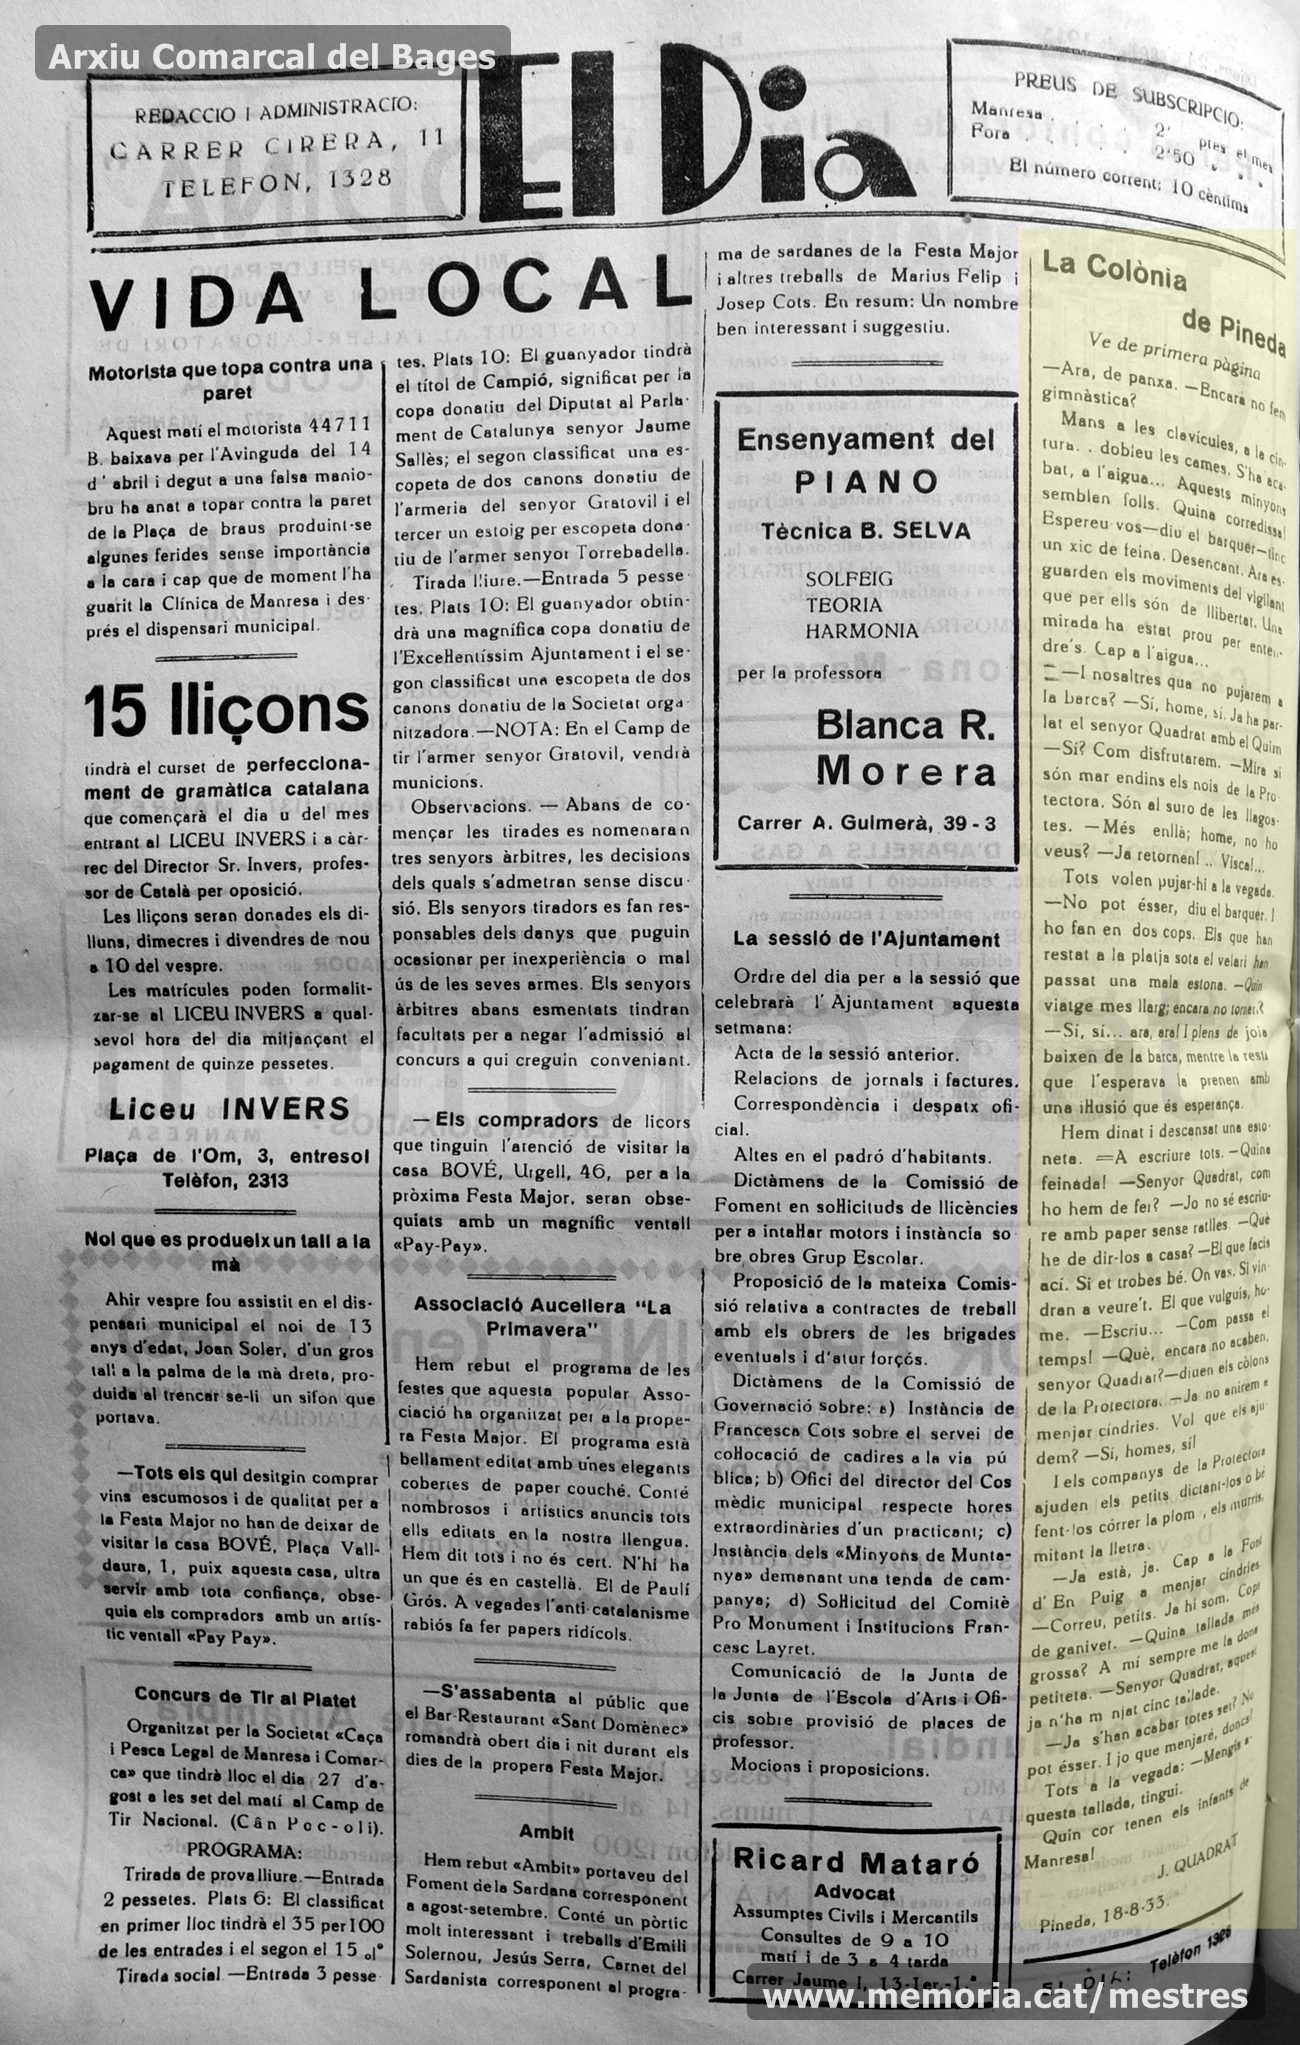 Arxiu Comarcal del Bages
REDACCIO I ADMINISTRACIO:
CARRER CIRERA, 11
TELEFON, 1328
El Dia
PREUS DE SUBSCRIPCIO:
Manresa . . . . 2' ptes el mes
Fora . . . . . 2'50 » » »
El número corrent: 10 cèntims
VIDA LOCAL
Motorista que topa contra una
paret
Aquest matí el motorista 44711
B. baixava per l'Avinguda del 14
d' abril i degut a una falsa manio-
bru ha anat a topar contra la paret
de la Plaça de braus produint-se
algunes ferides sense importància
a la cara i cap que de moment l'ha
guarit la Clínica de Manresa i des-
prés el dispensari municipal.
15 lliçons
tindrà el curset de perfecciona-
ment de gramàtica catalana
que començarà el dia u del mes
entrant al LICEU INVERS i a càr-
rec del Director Sr. Invers, profes-
sor de Català per oposició.
Les lliçons seran donades els di-
lluns, dimecres i divendres de nou
a 10 del vespre.
Les matrícules poden formalit-
zar-se al LICEU INVERS a qual-
sevol hora del dia mitjançant el
pagament de quinze pessetes.
Liceu INVERS
Plaça de l'Om, 3, entresol
Telèfon, 2313
Noi que es produeix un tall a la
mà
Ahir vespre fou assistit en el dis-
pensari municipal el noi de 13
anys d'edat, Joan Soler, d'un gros
tall a la palma de la mà dreta, pro-
duida al trencar se-li un sifon que
portava.
—Tots els qui desitgin comprar
vins escumosos i de qualitat per a
la Festa Major no han de deixar de
visitar la casa BOVÉ, Plaça Vall-
daura, 1, puix aquesta casa, ultra
servir amb tota confiança, obse-
quia els compradors amb un artís-
tic ventall «Pay Pay».
Concurs de Tir al Platet
Organitzat per la Societat «Caça
i Pesca Legal de Manresa i Comar-
ca» que tindrà lloc el dia 27 d'a-
gost a les set del matí al Camp de
Tir Nacional. (Cân Poc-oli).
PROGRAMA:
Trirada de prova lliure.—Entrada
2 pessetes. Plats 6: El classificat
en primer lloc tindrà el 35 per 100
de les entrades i el segon el 15 ol°
Tirada social.—Entrada 3 pesse
tes. Plats 10: El guanyador tindrà
el títol de Campió, significat per la
copa donatiu del Diputat al Parla-
ment de Catalunya senyor Jaume
Sallès; el segon classificat una es-
copeta de dos canons donatiu de
l'armeria del senyor Gratovil i el
tercer un estoig per escopeta dona-
tiu de l'armer senyor Torrebadella.
Tirada lliure.—Entrada 5 pesse
tes. Plats 10: El guanyador obtin-
drà una magnífica copa donatiu de
l'Excel·lentíssim Ajuntament i el se-
gon classificat una escopeta de dos
canons donatiu de la Societat orga-
nitzadora.—NOTA: En el Camp de
tir l'armer senyor Gratovil, vendrà
municions.
Observacions. — Abans de co-
mençar les tirades es nomenaran
tres senyors àrbitres, les decisions
dels quals s'admetran sense discu-
sió. Els senyors tiradors es fan res-
ponsables dels danys que puguin
ocasionar per inexperiència o mal
ús de les seves armes. Els senyors
àrbitres abans esmentats tindran
facultats per a negar l'admissió al
concurs a qui creguin convenient.
—Els compradors de licors
que tinguin l'atenció de visitar la
casa BOVÉ, Urgell, 46, per a la
pròxima Festa Major, seran obse-
quiats amb un magnífic ventall
«Pay-Pay».
Associació Aucellera "La
Primavera"
Hem rebut el programa de les
festes que aquesta popular Asso-
ciació ha organitzat per a la prope-
ra Festa Major. El programa està
bellament editat amb unes elegants
cobertes de paper couché. Conté
nombrosos i artístics anuncis tots
ells editats en la nostra llengua.
Hem dit tots i no és cert. N'hi ha
un que és en castellà. El de Paulí
Grós. A vegades l'anti-catalanisme
rabiós fa fer papers ridícols.
—S'assabenta al públic que
el Bar-Restaurant «Sant Domènec»
romandrà obert dia i nit durant els
dies de la propera Festa Major.
Ambit
Hem rebut «Ambit» portaveu del
Foment de la Sardana corresponent
a agost-setembre. Conté un pòrtic
molt interessant i treballs d'Emili
Solernou, Jesús Serra, Carnet del
Sardanista corresponent al progra-
ma de sardanes de la Festa Major
i altres treballs de Marius Felip i
Josep Cots. En resum: Un nombre
ben interessant i suggestiu.
Ensenyament del
PIANO
Tècnica B. SELVA
SOLFEIG
TEORIA
HARMONIA
per la professora
Blanca R.
Morera
Carrer A. Guimerà, 39 - 3
La sessió de l'Ajuntament
Ordre del dia per a la sessió que
celebrarà l'Ajuntament aquesta
setmana:
Acta de la sessió anterior.
Relacions de jornals i factures.
Correspondència i despatx ofi-
cial.
Altes en el padró d'habitants.
Dictàmens de la Comissió de
Foment en sol·licituds de llicències
per a intal·lar motors i instància so
bre obres Grup Escolar.
Proposició de la mateixa Comis-
sió relativa a contractes de treball
amb els obrers de les brigades
eventuals i d'atur forçós.
Dictàmens de la Comissió de
Governació sobre: a) Instància de
Francesca Cots sobre el servei de
col·locació de cadires a la via pú
blica; b) Ofici del director del Cos
mèdic municipal respecte hores
extraordinàries d'un practicant; c)
Instància dels «Minyons de Munta-
nya» demanant una tenda de cam-
panya; d) Sol·licitud del Comitè
Pro Monument i Institucions Fran-
cesc Layret.
Comunicació de la Junta de
la Junta de l'Escola d'Arts i Ofi-
cis sobre provisió de places de
professor.
Mocions i proposicions.
Ricard Mataró
Advocat
Assumptes Civils i Mercantils
Consultes de 9 a 10
matí i de 3 a 4 tarda
Carrer Jaume I, 13-1er.-1.ª
La Colònia
de Pineda
Ve de primera pàgina
—Ara, de panxa. —Encara no fem
gimnàstica?
Mans a les clavícules, a la cin-
tura. . dobleu les cames. S'ha aca-
bat, a l'aigua... Aquests minyons
semblen folls. Quina corredissa!
Espereu vos—diu el barquer—tinc
un xic de feina. Desencant. Ara es-
guarden els moviments del vigilant
que per ells són de llibertat. Una
mirada ha estat prou per enten-
dre's. Cap a l'aigua...
—I nosaltres qua no pujarem a
la barca? —Sí, home, sí. Ja ha par-
lat el senyor Quadrat amb el Quim
—Sí? Com disfrutarem. —Mira si
són mar endins els nois de la Pro-
tectora. Són al suro de les llagos-
tes. —Més enllà; home, no ho
veus? —Ja retornen! .. Visca!...
Tots volen pujar-hi a la vegada.
—No pot ésser, diu el barquer. I
ho fan en dos cops. Els que han
restat a la platja sota el velari han
passat una mala estona. —Quin
viatge mes llarg; encara no tornen?
—Sí, sí... ara, ara! I plens de joia
baixen de la barca, mentre la resta
que l'esperava la prenen amb
una il·lusió que és esperança.
Hem dinat i descansat una esto-
neta. —A escriure tots. —Quina
feinada! —Senyor Quadrat, com
ho hem de fer? —Jo no sé escriu-
re amb paper sense ratlles. —Què
he de dir-los a casa? —El que facis
ací. Si et trobes bé. On vas. Si vin-
dran a veure't. El que vulguis, ho-
me. —Escriu... —Com passa el
temps! —Què, encara no acaben,
senyor Quadrat?—diuen els còlons
de la Protectora. —Ja no anirem a
menjar cíndries. Vol que els aju-
dem? —Sí, homes, sí!
I els companys de la Protectora
ajuden els petits dictant-los o bé
fent-los córrer la plom , els murris,
mitant la lletra.
—Ja està, ja. Cap a la Font
d' En Puig a menjar cíndries
—Correu, petits. Ja hi som. Cops
de ganivet. —Quina tallada més
grossa? A mí sempre me la dona
petiteta. —Senyor Quadrat, aquest
ja n'ha m njat cinc tallade.
—Ja s'han acabar totes set? No
pot ésser. I jo que menjaré, doncs!
Tots a la vegada: —Mengis a-
questa tallada, tingui.
Quin cor tenen els infants de
Manresa!
J. QUADRAT
Pineda, 18-8-33.
EL DIA: Telèfon 1328
www.memoria.cat/mestres